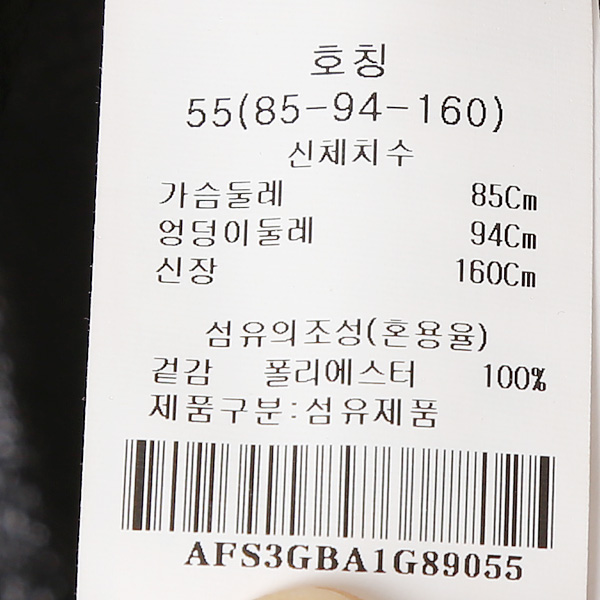 호칭
55(85-94-160)
신체치수
가슴둘레 85Cm
엉덩이둘레 94Cm
신장 160Cm
섬유의조성(혼용율)
겉감 폴리에스터 100%
제품구분:섬유제품
AFS3GBA1G89055